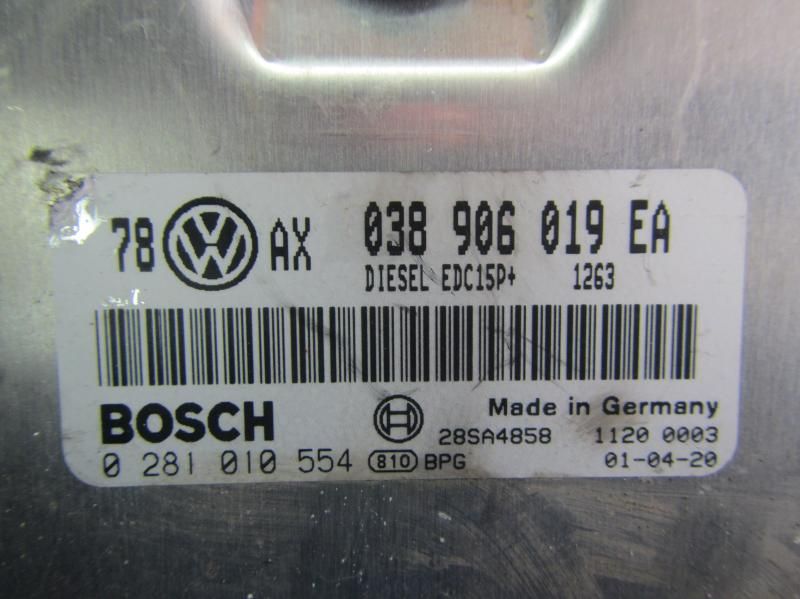 78 VW AX 038 906 019 EA
DIESEL EDC15P+ 1263
BOSCH Made in Germany
28SA4858 1120 0003
0 281 010 554 810 BPG 01-04-20